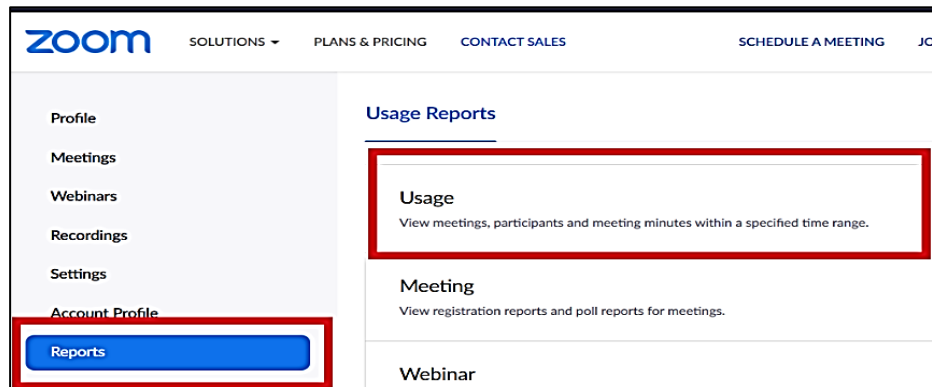 zoom SOLUTIONS PLANS & PRICING CONTACT SALES SCHEDULE A MEETING
Profile
Meetings
Webinars
Recordings
Settings
Account Profile
Reports
Usage Reports
Usage
View meetings, participants and meeting minutes within a specified time range.
Meeting
View registration reports and poll reports for meetings.
Webinar